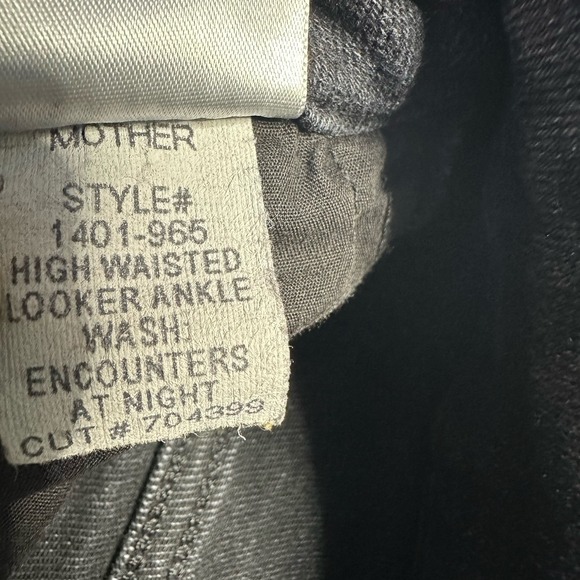 MOTHER
STYLE#
1401-965
HIGH WAISTED
LOOKER ANKLE
WASH:
ENCOUNTERS
AT NIGHT
CUT # 704399